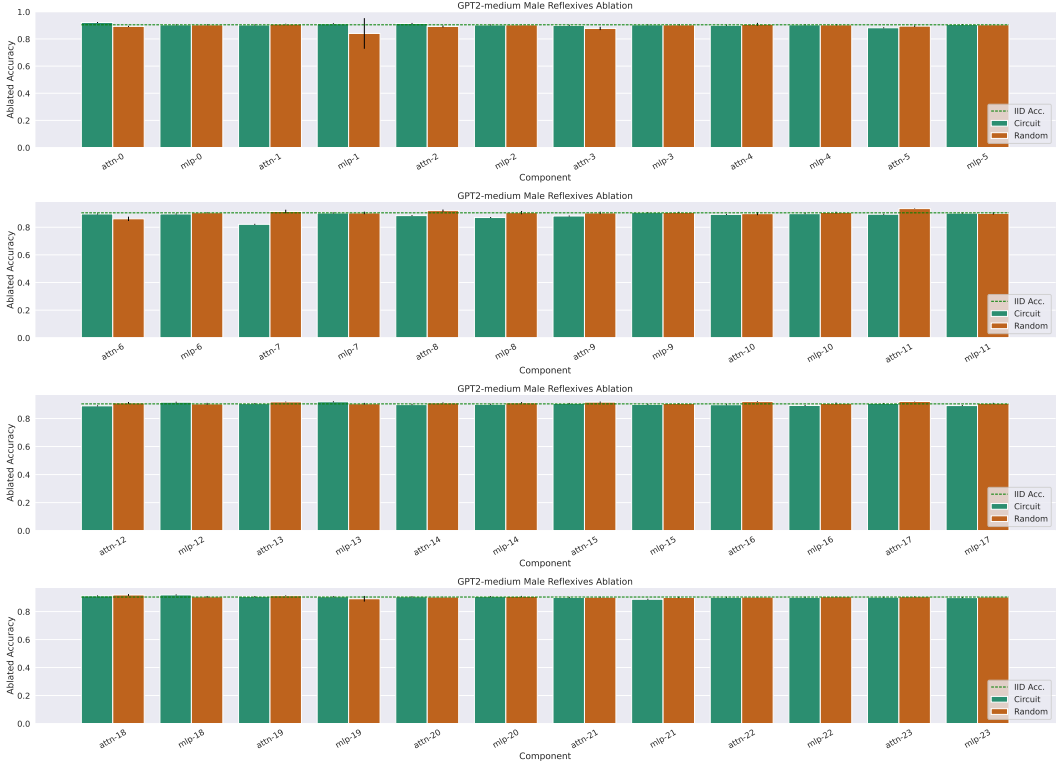 GPT2-medium Male Reflexives Ablation
1.0
0.8
0.6
0.4
0.2
0.0
Ablated Accuracy
IID Acc.
Circuit
Random
attn-0 mlp-0 attn-1 mlp-1 attn-2 mlp-2 attn-3 mlp-3 attn-4 mlp-4 attn-5 mlp-5
Component
GPT2-medium Male Reflexives Ablation
0.8
0.6
0.4
0.2
0.0
Ablated Accuracy
IID Acc.
Circuit
Random
attn-6 mlp-6 attn-7 mlp-7 attn-8 mlp-8 attn-9 mlp-9 attn-10 mlp-10 attn-11 mlp-11
Component
GPT2-medium Male Reflexives Ablation
0.8
0.6
0.4
0.2
0.0
Ablated Accuracy
IID Acc.
Circuit
Random
attn-12 mlp-12 attn-13 mlp-13 attn-14 mlp-14 attn-15 mlp-15 attn-16 mlp-16 attn-17 mlp-17
Component
GPT2-medium Male Reflexives Ablation
0.8
0.6
0.4
0.2
0.0
Ablated Accuracy
IID Acc.
Circuit
Random
attn-18 mlp-18 attn-19 mlp-19 attn-20 mlp-20 attn-21 mlp-21 attn-22 mlp-22 attn-23 mlp-23
Component